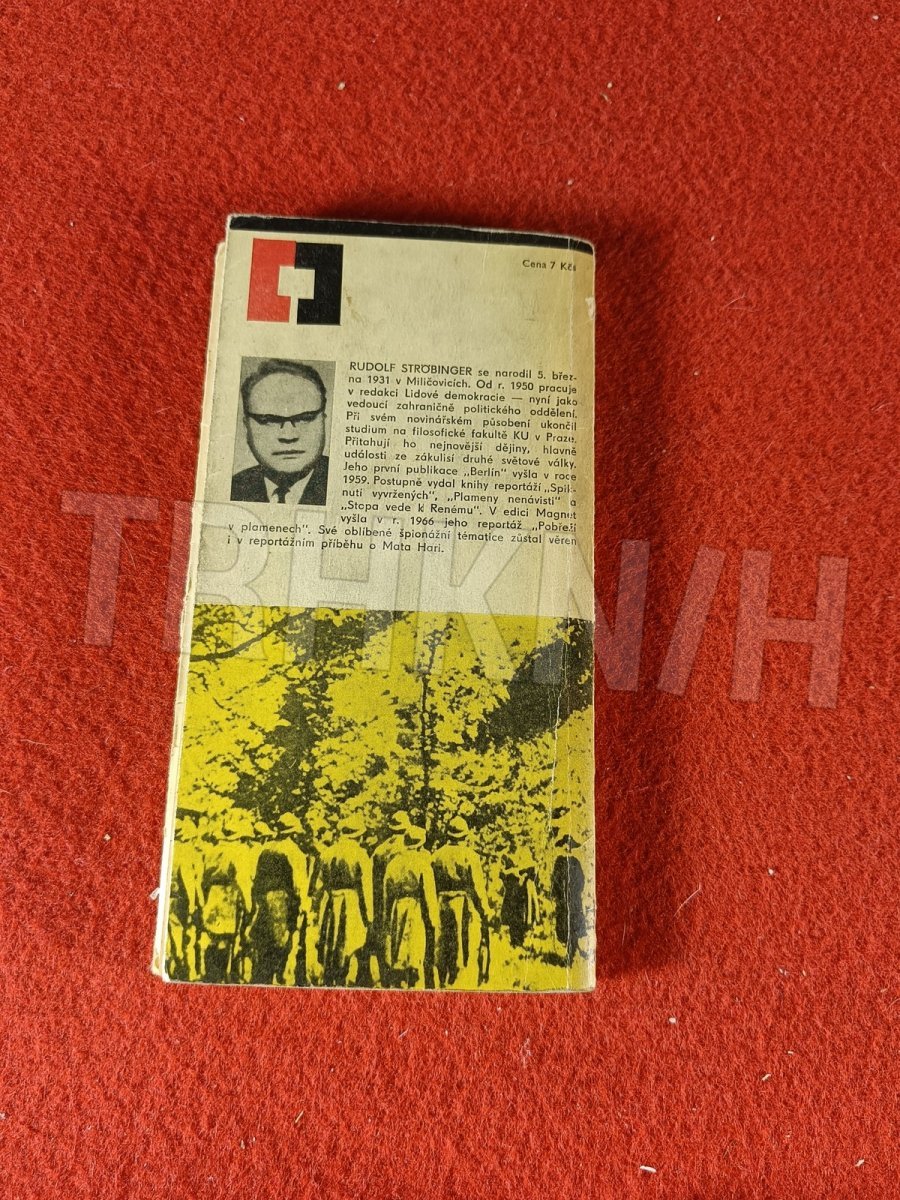 Cena 7 Kčs
RUDOLF STRÖBINGER se narodil 5. břez-
na 1931 v Miličovicích. Od r. 1950 pracuje
v redakci Lidové demokracie — nyní jako
vedoucí zahraničně politického oddělení.
Při svém novinářském působení ukončil
studium na filosofické fakultě KU v Praze.
Přitahují ho nejnovější dějiny, hlavně
události ze zákulisí druhé světové války.
Jeho první publikace „Berlín" vyšla v roce
1959. Postupně vydal knihy reportáží „Spik-
nutí vyvržených", „Plameny nenávisti" a
„Stopa vede k Renému". V edici Magnet
vyšla v r. 1966 jeho reportáž „Pobřeží
v plamenech". Své oblíbené špionážní tématice zůstal věren
i v reportážním příběhu o Mata Hari.
TRHKN/H